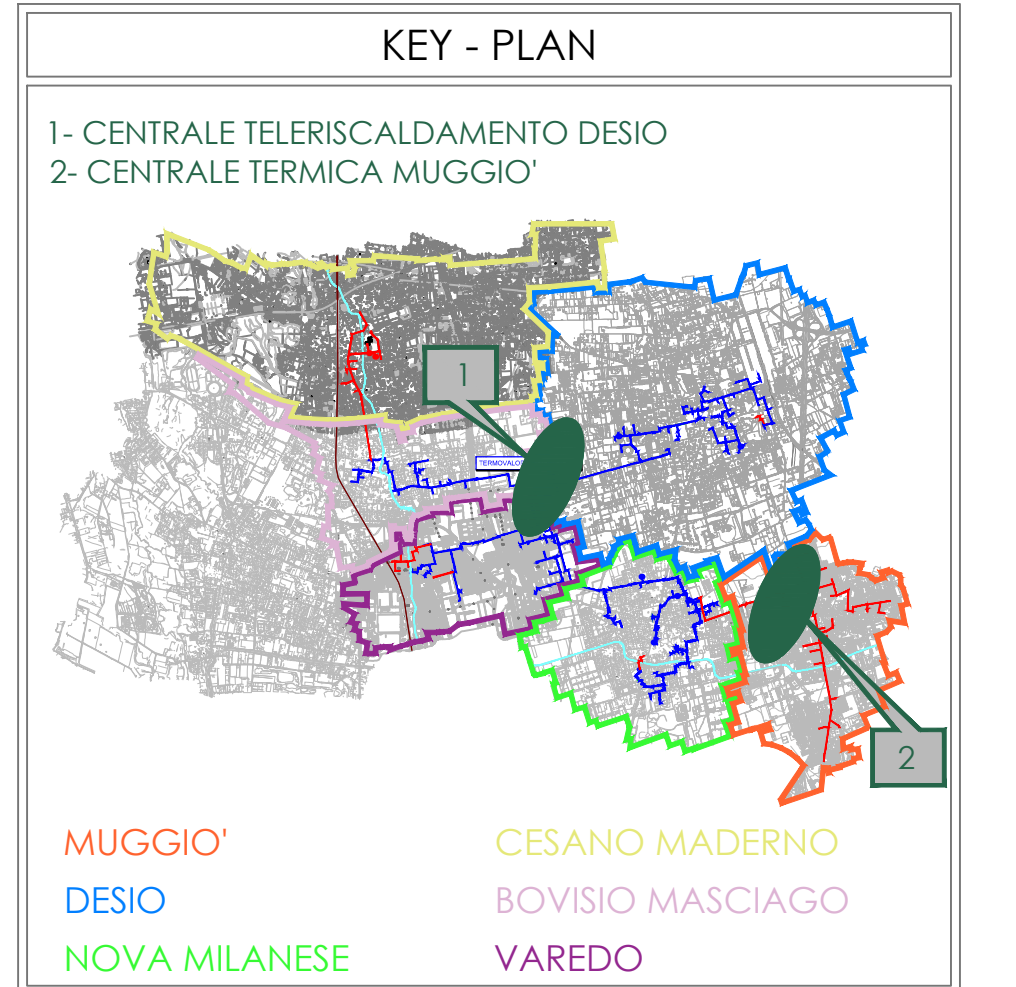 KEY - PLAN
1- CENTRALE TELERISCALDAMENTO DESIO
2- CENTRALE TERMICA MUGGIO'
1
2
MUGGIO'
CESANO MADERNO
DESIO
BOVISIO MASCIAGO
NOVA MILANESE
VAREDO